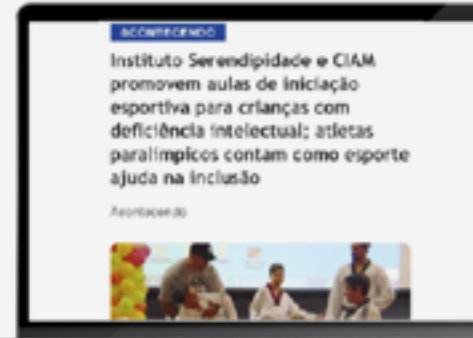 ACONTECENDO
Instituto Serendipidade e CIAM
promovem aulas de iniciação
esportiva para crianças com
deficiência intelectual; atletas
paralímpicos contam como esporte
ajuda na inclusão
Acontecendo